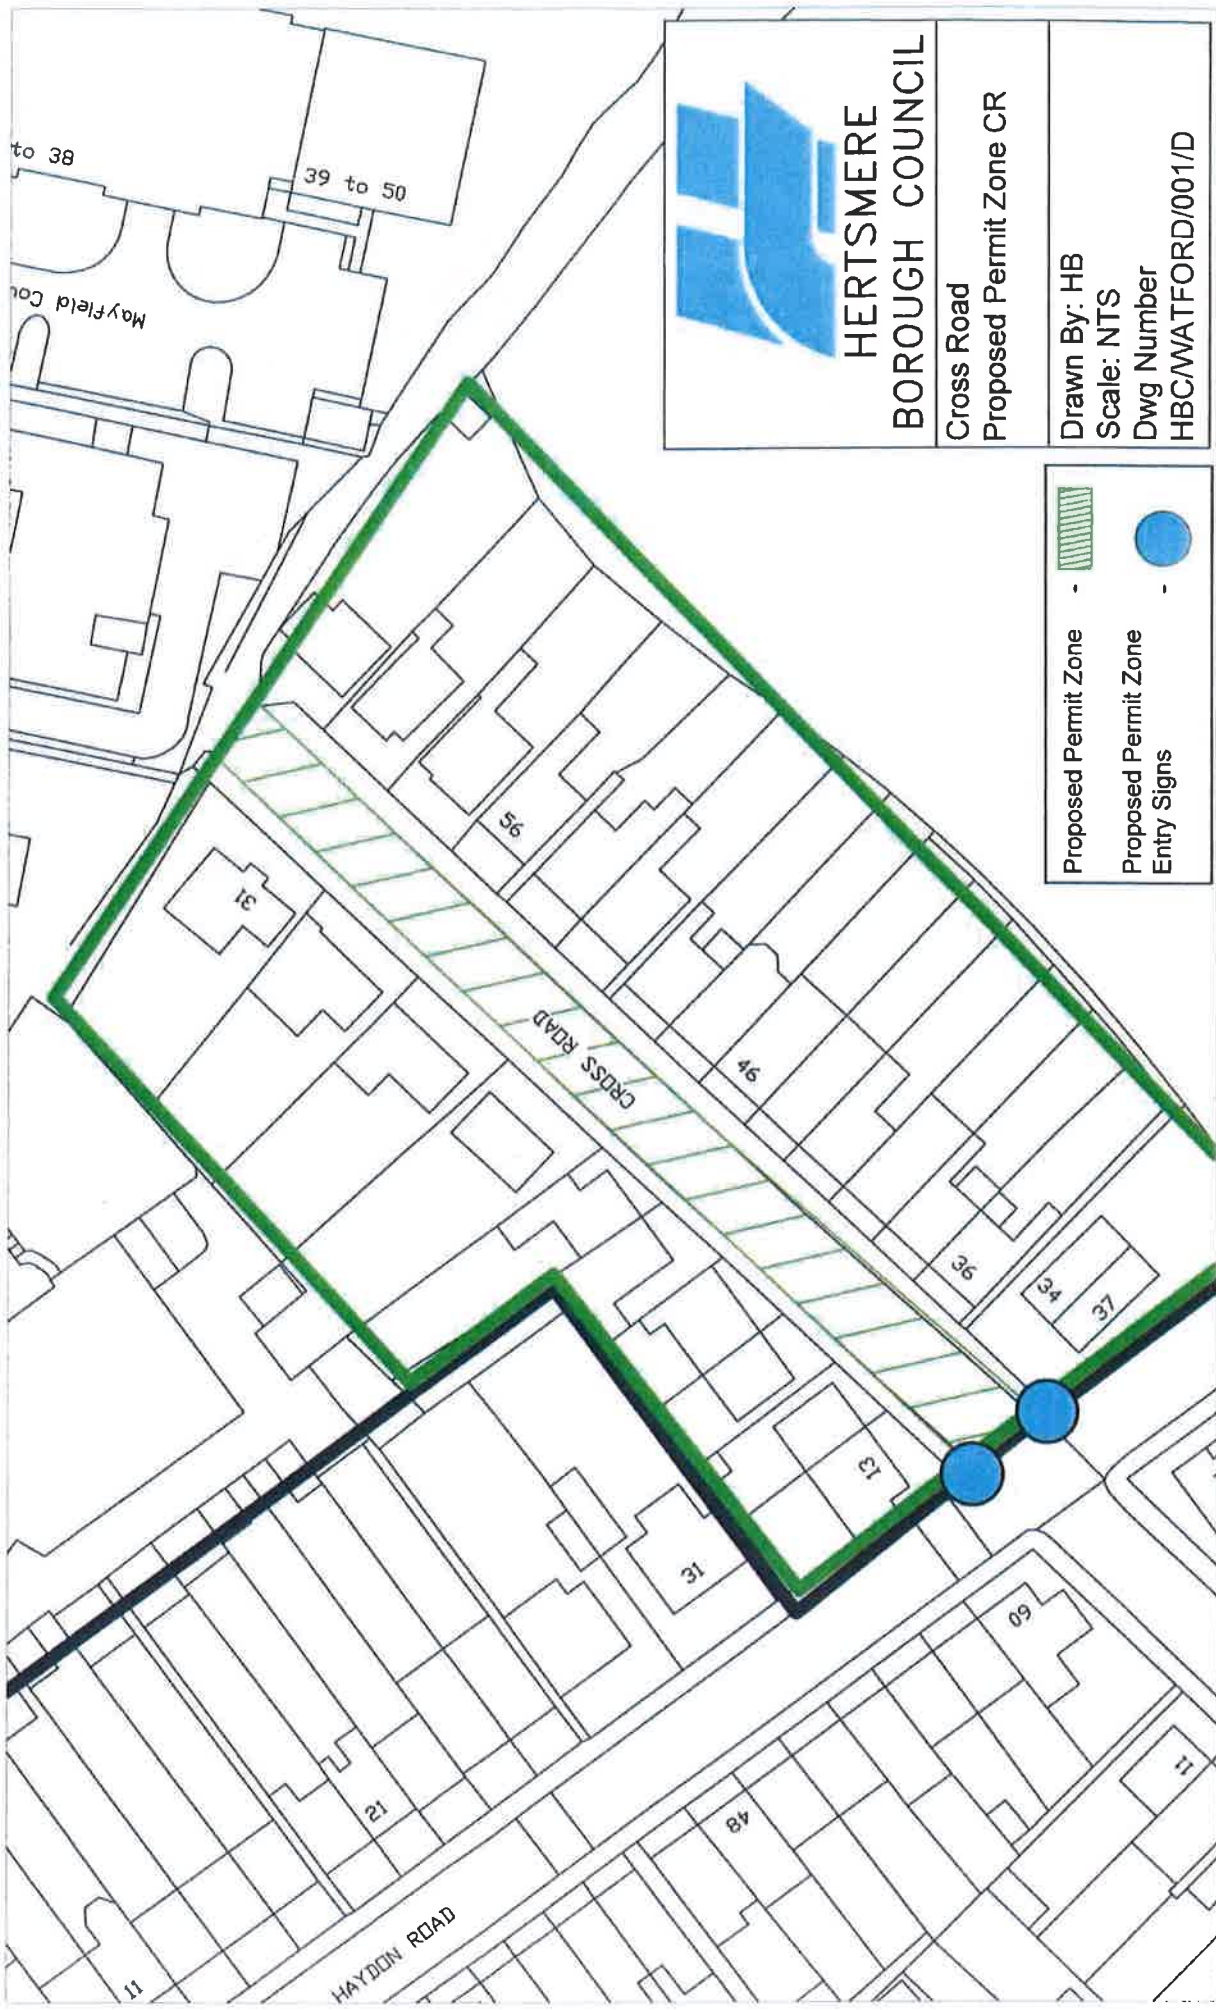 to 38
39 to 50
Mayfield Cou
31
56
CROSS ROAD
46
36
34
37
13
31
60
48
11
21
11
HAYDON ROAD
HERTSMERE
BOROUGH COUNCIL
Cross Road
Proposed Permit Zone CR
Drawn By: HB
Scale: NTS
Dwg Number
HBC/WATFORD/001/D
Proposed Permit Zone -
Proposed Permit Zone -
Entry Signs